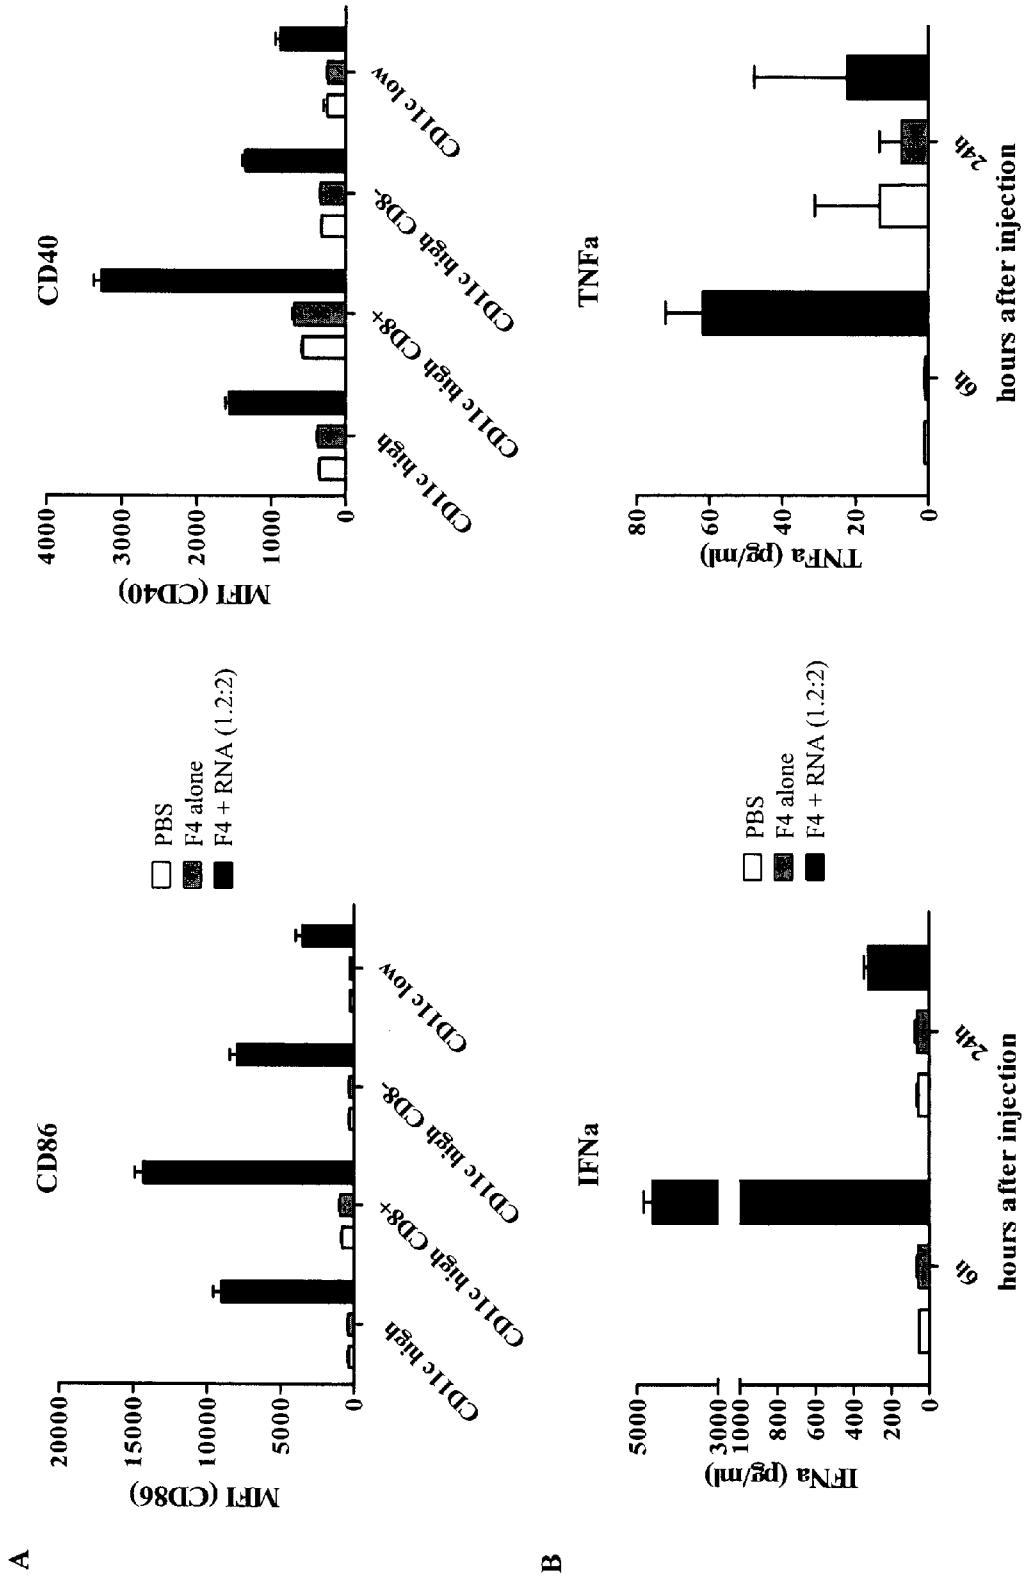 A
CD86
MFI (CD86)
20000
15000
10000
5000
0
CD11c high
CD11c high CD8+
CD11c high CD8-
CD11c low
PBS
F4 alone
F4 + RNA (1.2:2)
CD40
MFI (CD40)
4000
3000
2000
1000
0
CD11c high
CD11c high CD8+
CD11c high CD8-
CD11c low
B
IFNa
IFNa (pg/ml)
5000
3000
1000
800
600
400
200
0
6h
24h
hours after injection
PBS
F4 alone
F4 + RNA (1.2:2)
TNFa
TNFa (pg/ml)
80
60
40
20
0
6h
24h
hours after injection